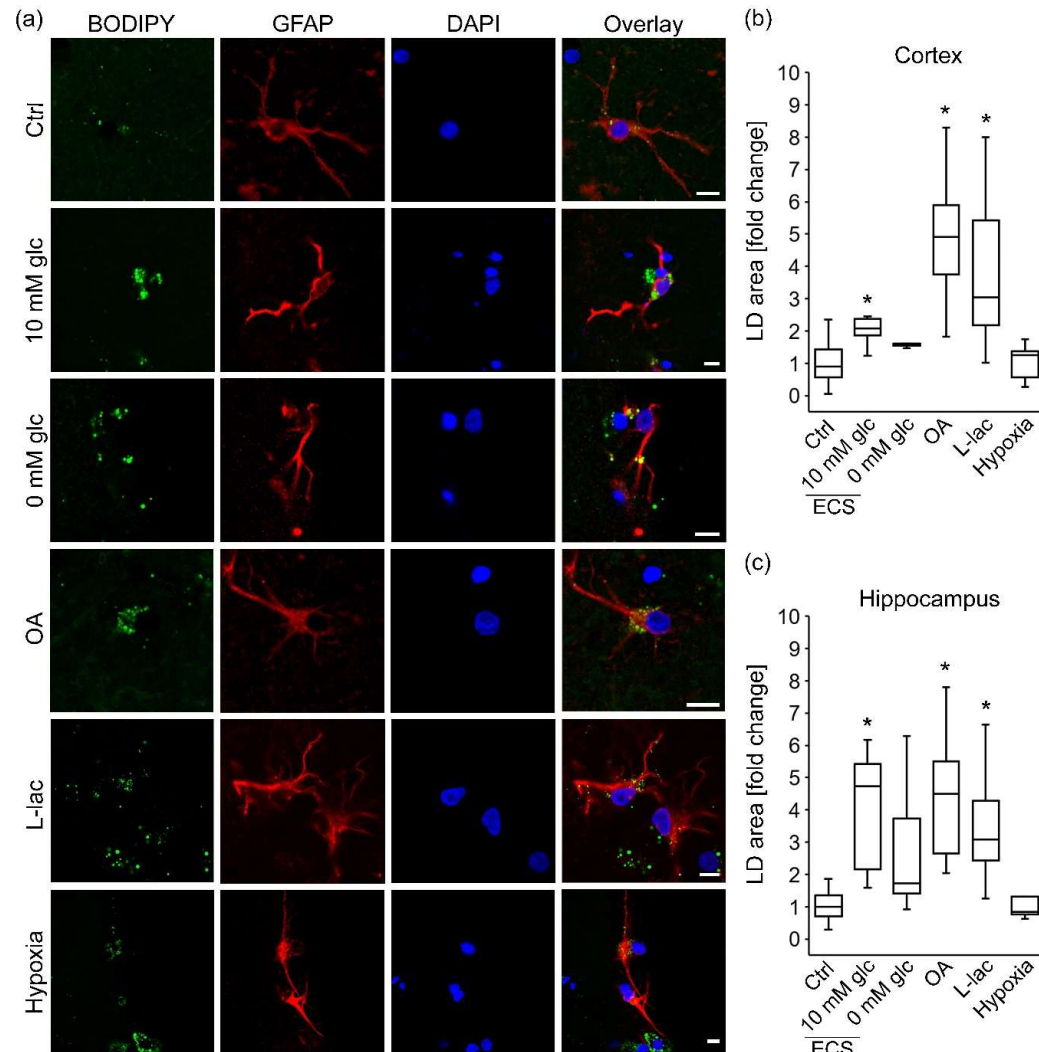 (a)
BODIPY GFAP DAPI Overlay
Ctrl
10 mM glc
0 mM glc
OA
L-lac
Hypoxia
(b)
Cortex
LD area [fold change]
10
9
8
7
6
5
4
3
2
1
0
* * * 
Ctrl 10 mM glc 0 mM glc OA L-lac Hypoxia
ECS
(c)
Hippocampus
LD area [fold change]
10
9
8
7
6
5
4
3
2
1
0
* * *
Ctrl 10 mM glc 0 mM glc OA L-lac Hypoxia
ECS